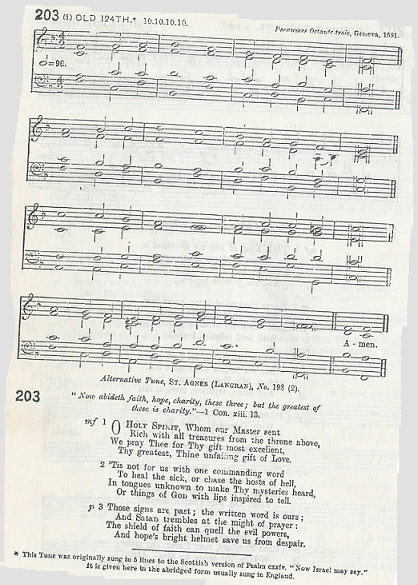 203 (1) OLD 124TH.* 10.10.10.10.
Pseaumes Octante trois, Geneva, 1551.
=96.
A - men.
Alternative Tune, ST. AGNES (LANGRAN), No. 198 (2).
203
"Now abideth faith, hope, charity, these three; but the greatest of
these is charity."—1 COR. xiii. 13.
mf 1 O HOLY SPIRIT, Whom our Master sent
Rich with all treasures from the throne above,
We pray Thee for Thy gift most excellent,
Thy greatest, Thine unfailing gift of Love.
2 'Tis not for us with one commanding word
To heal the sick, or chase the hosts of hell,
In tongues unknown to make Thy mysteries heard,
Or things of GOD with lips inspired to tell.
p 3 Those signs are past; the written word is ours;
And Satan trembles at the might of prayer:
The shield of faith can quell the evil powers,
And hope's bright helmet save us from despair.
* This Tune was originally sung in 5 lines to the Scottish version of Psalm cxxiv. "Now Israel may say."
It is given here in the abridged form usually sung in England.